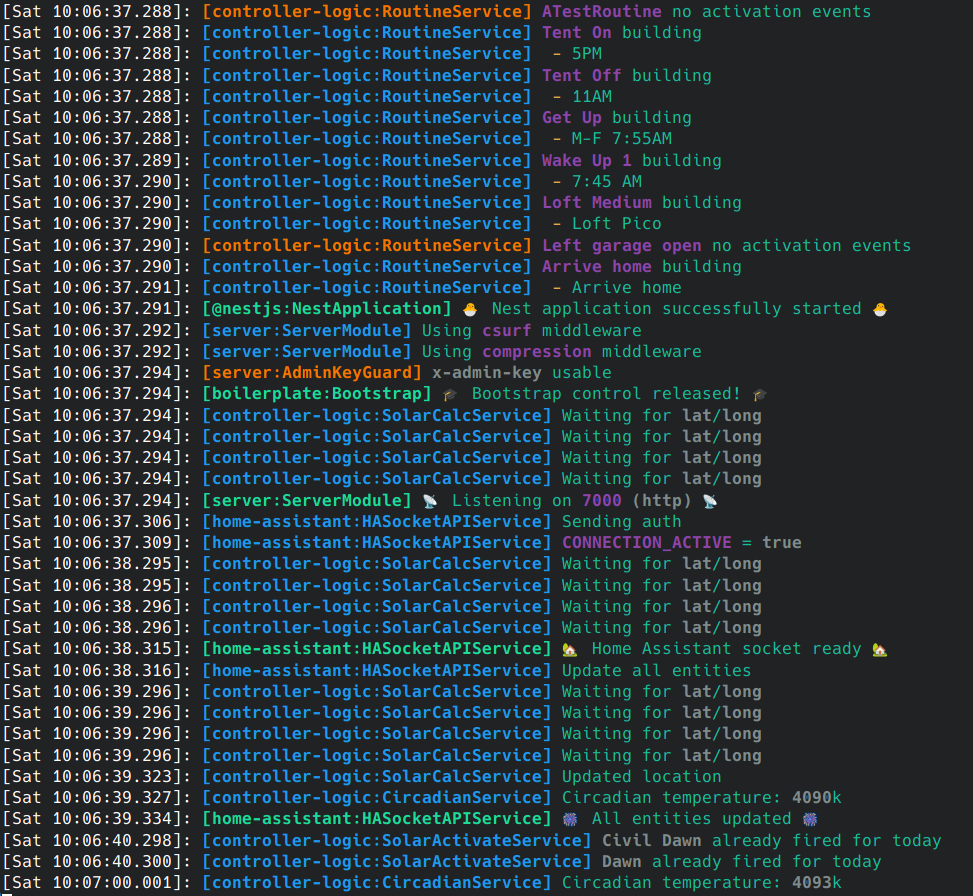 [Sat 10:06:37.288]: [controller-logic:RoutineService] ATestRoutine no activation events
[Sat 10:06:37.288]: [controller-logic:RoutineService] Tent On building
[Sat 10:06:37.288]: [controller-logic:RoutineService]  - 5PM
[Sat 10:06:37.288]: [controller-logic:RoutineService] Tent Off building
[Sat 10:06:37.288]: [controller-logic:RoutineService]  - 11AM
[Sat 10:06:37.288]: [controller-logic:RoutineService] Get Up building
[Sat 10:06:37.288]: [controller-logic:RoutineService]  - M-F 7:55AM
[Sat 10:06:37.289]: [controller-logic:RoutineService] Wake Up 1 building
[Sat 10:06:37.290]: [controller-logic:RoutineService]  - 7:45 AM
[Sat 10:06:37.290]: [controller-logic:RoutineService] Loft Medium building
[Sat 10:06:37.290]: [controller-logic:RoutineService]  - Loft Pico
[Sat 10:06:37.290]: [controller-logic:RoutineService] Left garage open no activation events
[Sat 10:06:37.290]: [controller-logic:RoutineService] Arrive home building
[Sat 10:06:37.291]: [controller-logic:RoutineService]  - Arrive home
[Sat 10:06:37.291]: [@nestjs:NestApplication] 🐣 Nest application successfully started 🐣
[Sat 10:06:37.292]: [server:ServerModule] Using csurf middleware
[Sat 10:06:37.292]: [server:ServerModule] Using compression middleware
[Sat 10:06:37.294]: [server:AdminKeyGuard] x-admin-key usable
[Sat 10:06:37.294]: [boilerplate:Bootstrap] 🎓 Bootstrap control released! 🎓
[Sat 10:06:37.294]: [controller-logic:SolarCalcService] Waiting for lat/long
[Sat 10:06:37.294]: [controller-logic:SolarCalcService] Waiting for lat/long
[Sat 10:06:37.294]: [controller-logic:SolarCalcService] Waiting for lat/long
[Sat 10:06:37.294]: [controller-logic:SolarCalcService] Waiting for lat/long
[Sat 10:06:37.294]: [server:ServerModule] 📡 Listening on 7000 (http) 📡
[Sat 10:06:37.306]: [home-assistant:HASocketAPIService] Sending auth
[Sat 10:06:37.309]: [home-assistant:HASocketAPIService] CONNECTION_ACTIVE = true
[Sat 10:06:38.295]: [controller-logic:SolarCalcService] Waiting for lat/long
[Sat 10:06:38.295]: [controller-logic:SolarCalcService] Waiting for lat/long
[Sat 10:06:38.296]: [controller-logic:SolarCalcService] Waiting for lat/long
[Sat 10:06:38.296]: [controller-logic:SolarCalcService] Waiting for lat/long
[Sat 10:06:38.315]: [home-assistant:HASocketAPIService] 🏡 Home Assistant socket ready 🏡
[Sat 10:06:38.316]: [home-assistant:HASocketAPIService] Update all entities
[Sat 10:06:39.296]: [controller-logic:SolarCalcService] Waiting for lat/long
[Sat 10:06:39.296]: [controller-logic:SolarCalcService] Waiting for lat/long
[Sat 10:06:39.296]: [controller-logic:SolarCalcService] Waiting for lat/long
[Sat 10:06:39.296]: [controller-logic:SolarCalcService] Waiting for lat/long
[Sat 10:06:39.323]: [controller-logic:SolarCalcService] Updated location
[Sat 10:06:39.327]: [controller-logic:CircadianService] Circadian temperature: 4090k
[Sat 10:06:39.334]: [home-assistant:HASocketAPIService] 🎆 All entities updated 🎆
[Sat 10:06:40.298]: [controller-logic:SolarActivateService] Civil Dawn already fired for today
[Sat 10:06:40.300]: [controller-logic:SolarActivateService] Dawn already fired for today
[Sat 10:07:00.001]: [controller-logic:CircadianService] Circadian temperature: 4093k